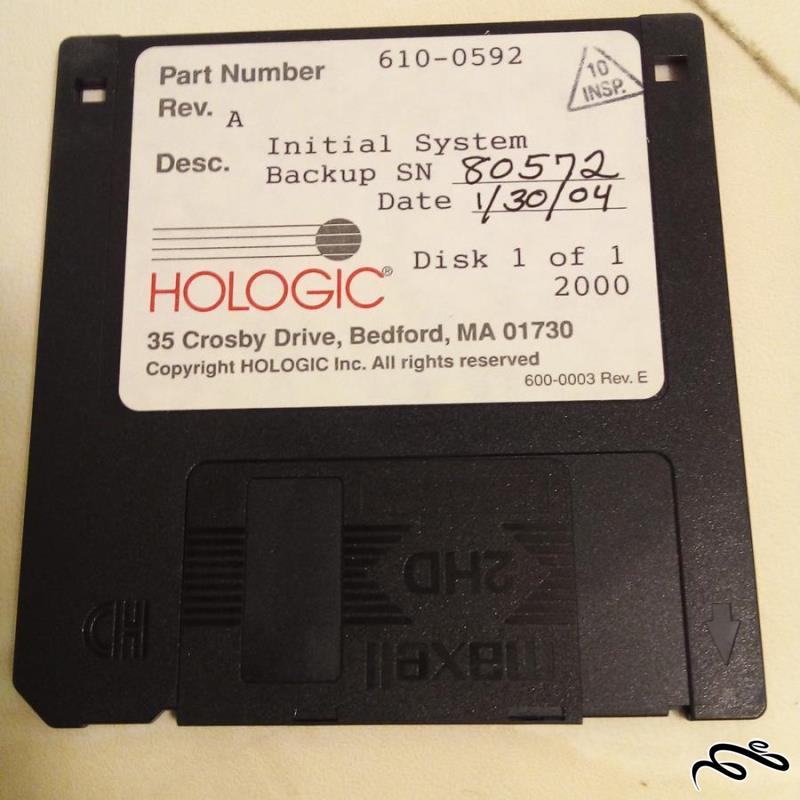 Part Number 610-0592
10
INSP.
Rev. A
Desc. Initial System
Backup SN 80572
Date 1/30/04
HOLOGIC®
Disk 1 of 1
2000
35 Crosby Drive, Bedford, MA 01730
Copyright HOLOGIC Inc. All rights reserved
600-0003 Rev. E
2HD
HD
maxell